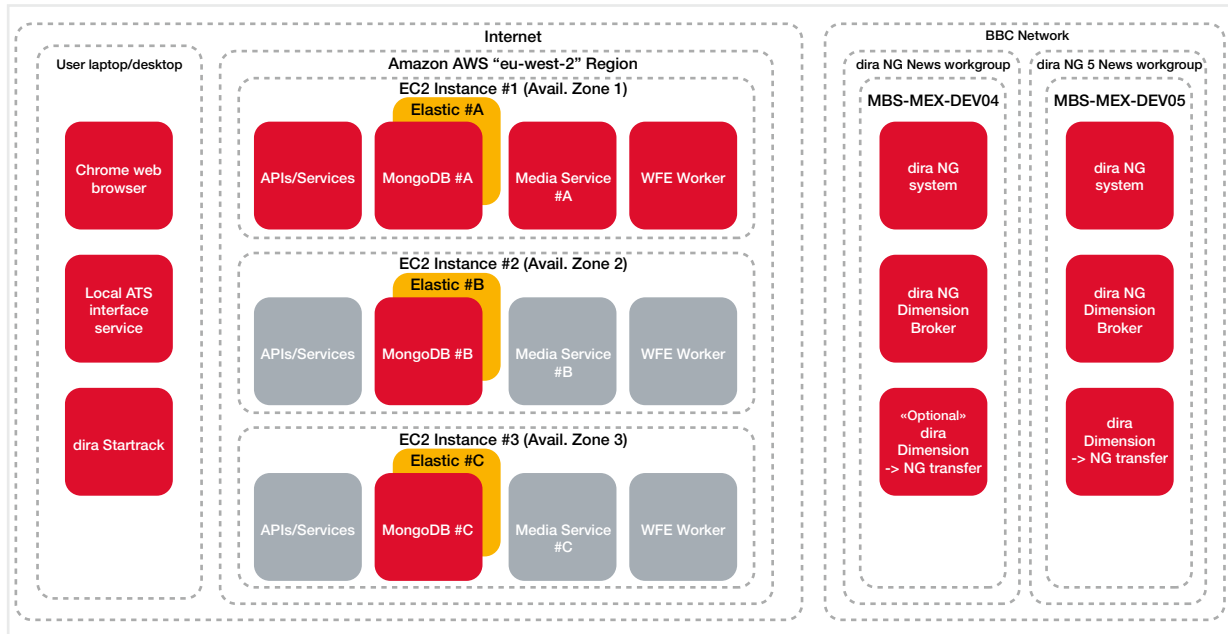 Internet
User laptop/desktop
Chrome web
browser
Local ATS
interface
service
dira Startrack
Amazon AWS “eu-west-2” Region
EC2 Instance #1 (Avail. Zone 1)
Elastic #A
APIs/Services
MongoDB #A
Media Service
#A
WFE Worker
EC2 Instance #2 (Avail. Zone 2)
Elastic #B
APIs/Services
MongoDB #B
Media Service
#B
WFE Worker
EC2 Instance #3 (Avail. Zone 3)
Elastic #C
APIs/Services
MongoDB #C
Media Service
#C
WFE Worker
BBC Network
dira NG News workgroup
MBS-MEX-DEV04
dira NG
system
dira NG
Dimension
Broker
«Optional»
dira
Dimension
-> NG transfer
dira NG 5 News workgroup
MBS-MEX-DEV05
dira NG
system
dira NG
Dimension
Broker
dira
Dimension
-> NG transfer